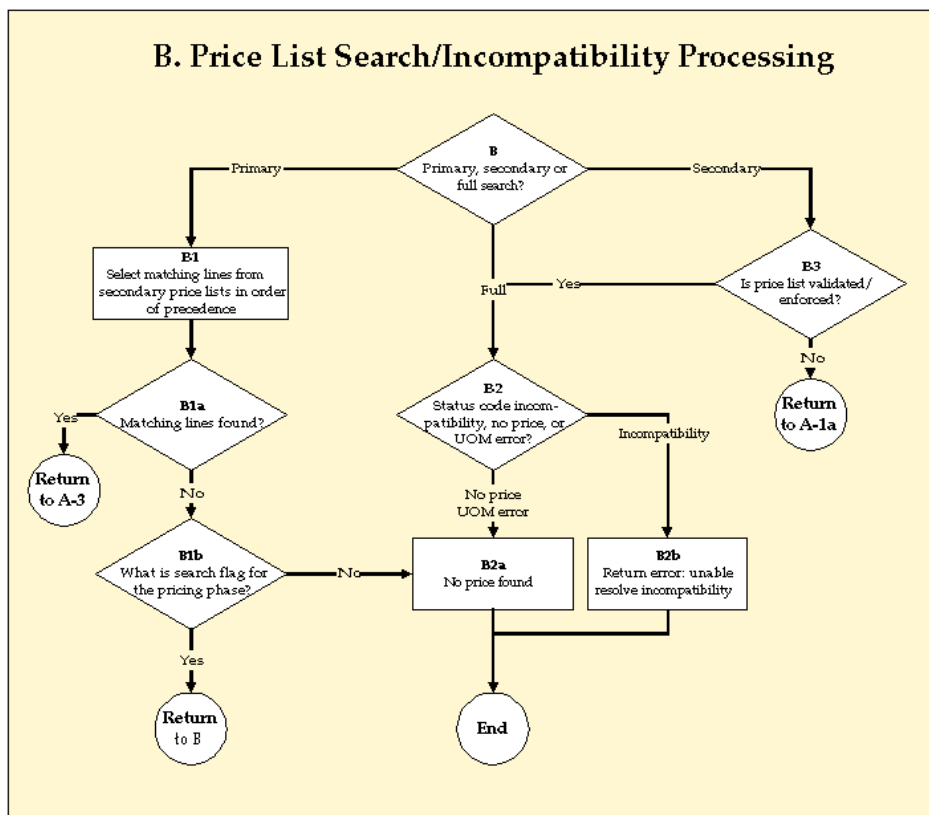 B. Price List Search/Incompatibility Processing
B
Primary, secondary or
full search?
Primary
Secondary
B1
Select matching lines from
secondary price lists in order
of precedence
B3
Is price list validated/
enforced?
Full
Yes
No
B1a
Matching lines found?
Yes
B2
Status code incom-
patibility, no price, or
UOM error?
Return
to A-1a
Incompatibility
Return
to A-3
No
No price
UOM error
B1b
What is search flag for
the pricing phase?
No
B2a
No price found
B2b
Return error: unable
resolve incompatibility
Yes
Return
to B
End